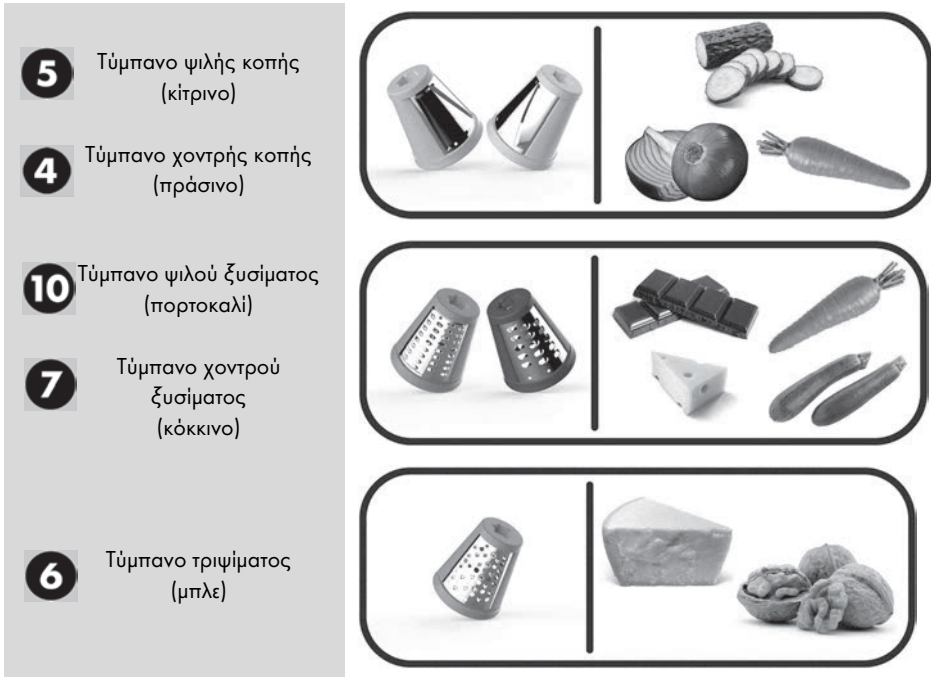 5 Τύμπανο ψιλής κοπής
(κίτρινο)
4 Τύμπανο χοντρής κοπής
(πράσινο)
10 Τύμπανο ψιλού ξυσίματος
(πορτοκαλί)
7 Τύμπανο χοντρού
ξυσίματος
(κόκκινο)
6 Τύμπανο τριψίματος
(μπλε)